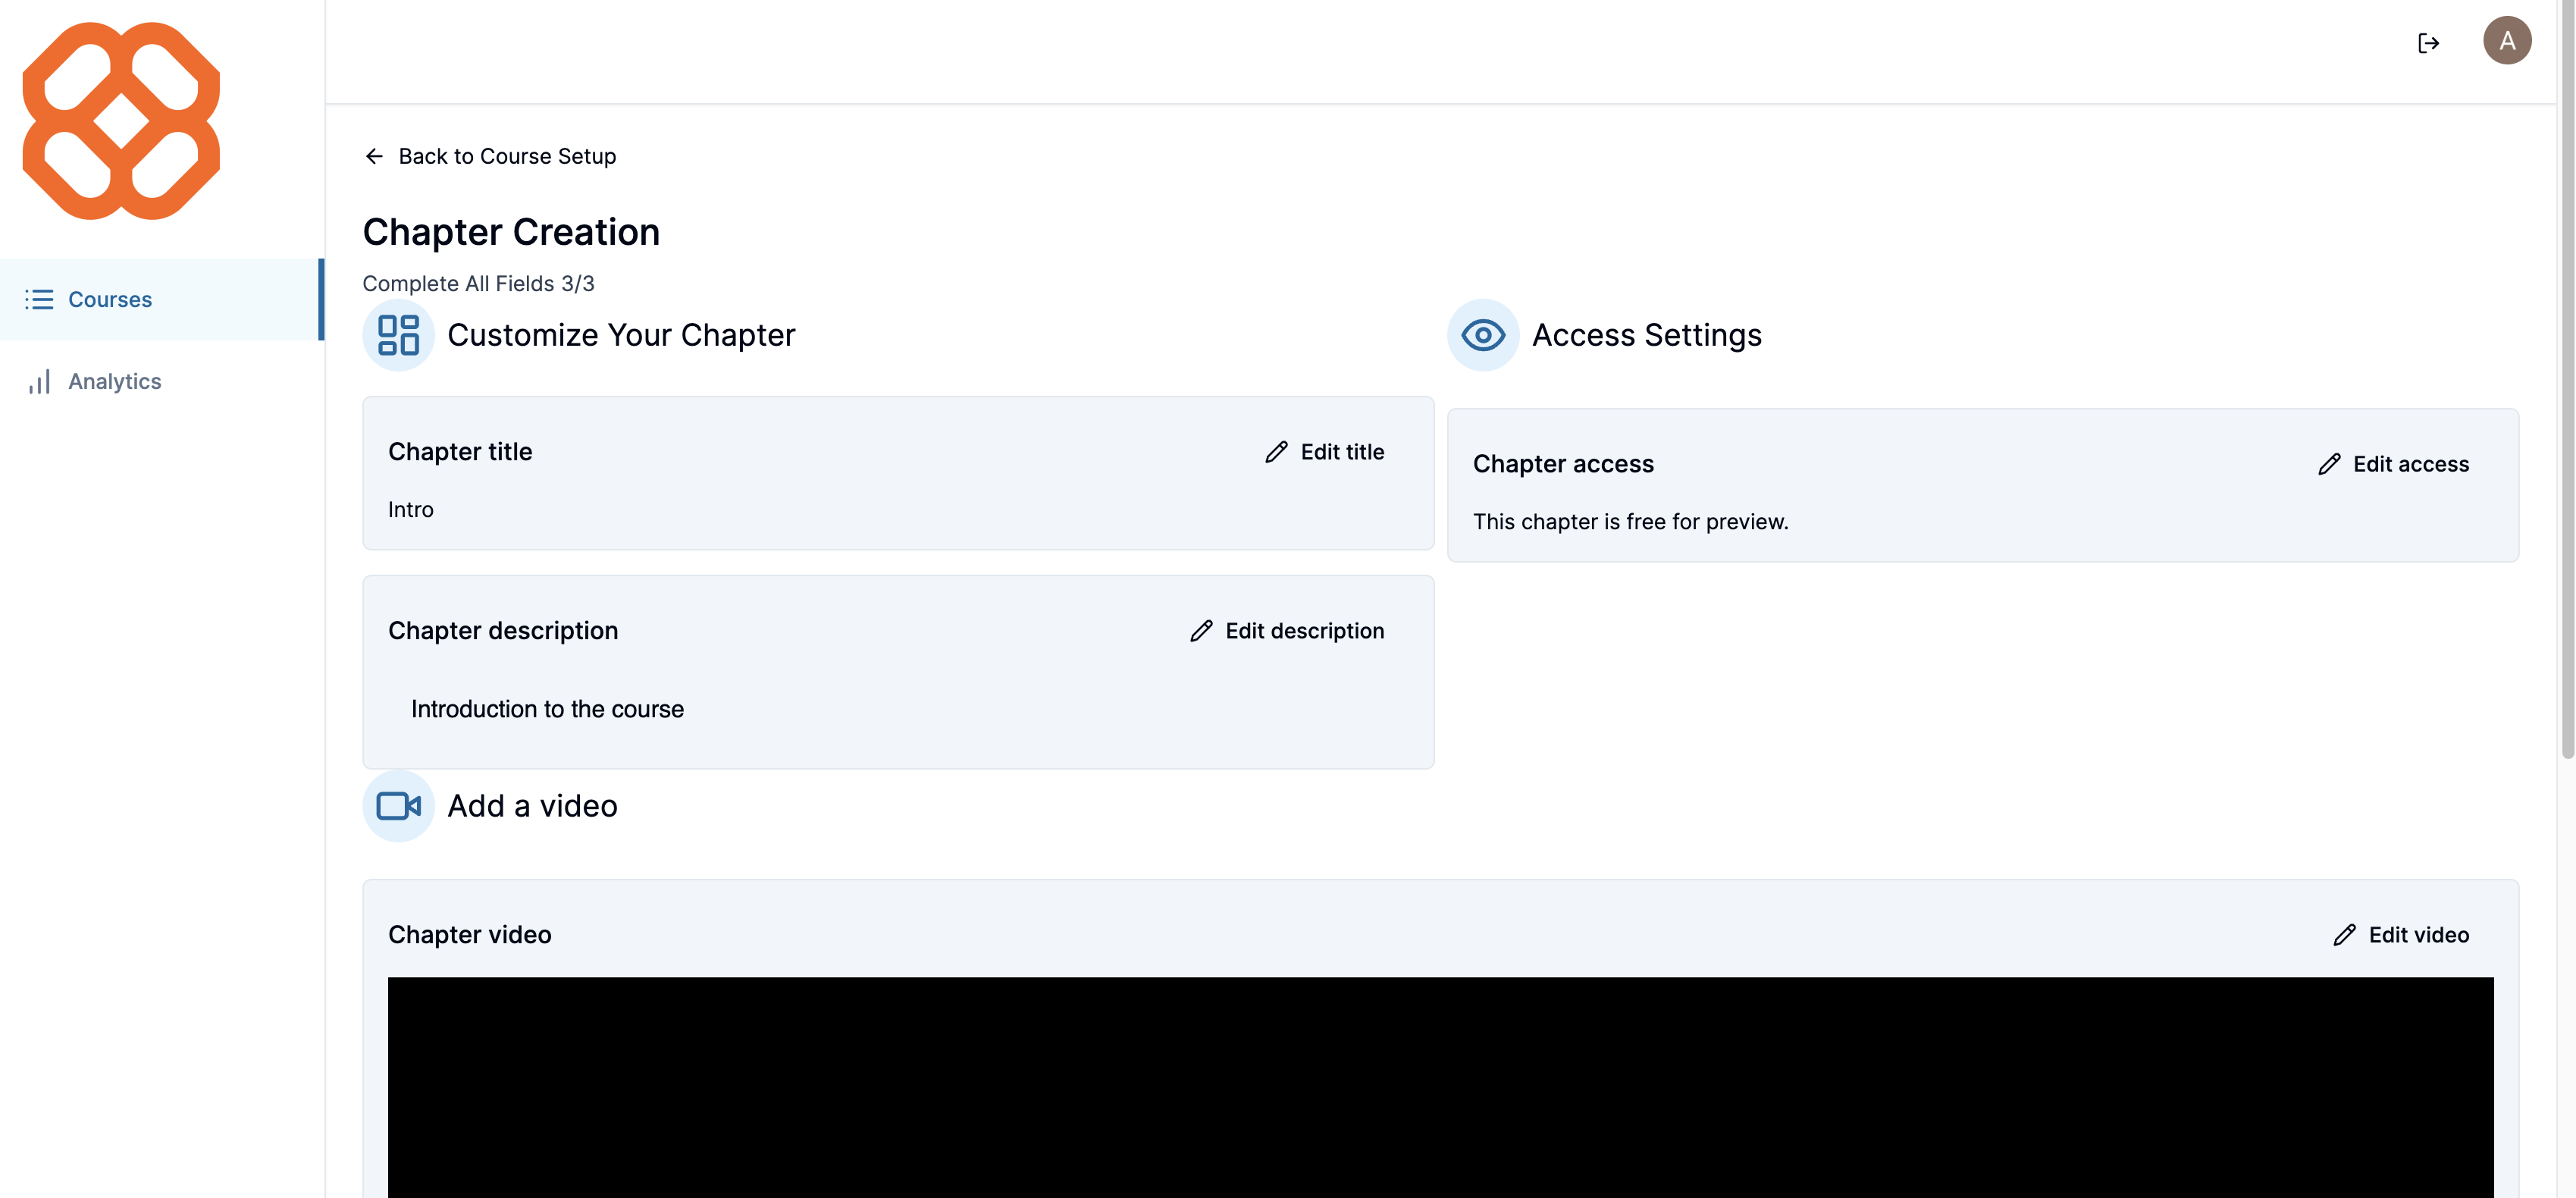 A
Courses
Analytics
Back to Course Setup
Chapter Creation
Complete All Fields 3/3
Customize Your Chapter
Chapter title
Edit title
Intro
Chapter description
Edit description
Introduction to the course
Access Settings
Chapter access
Edit access
This chapter is free for preview.
Add a video
Chapter video
Edit video